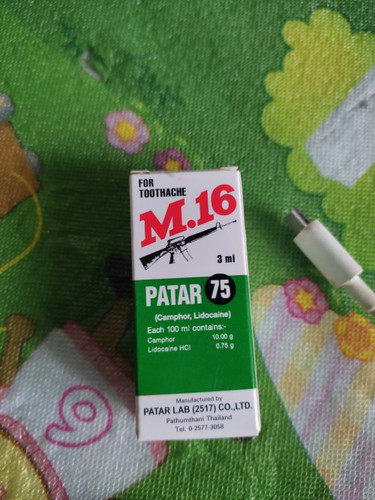 FOR
TOOTHACHE
M.16
3 ml
PATAR 75
(Camphor, Lidocaine)
Each 100 ml contains:-
Camphor 10.00 g
Lidocaine HCl 0.75 g
Manufactured by
PATAR LAB (2517) CO.,LTD.
Pathumthani Thailand
Tel. 0-2577-3058